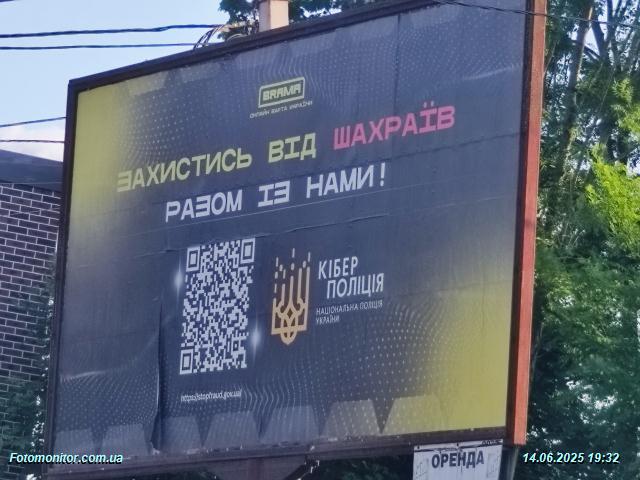 BRAMA
ОНЛАЙН ВАРТА УКРАЇНИ
ЗАХИСТИСЬ ВІД ШАХРАЇВ
РАЗОМ ІЗ НАМИ!
КІБЕР
ПОЛІЦІЯ
НАЦІОНАЛЬНА ПОЛІЦІЯ
УКРАЇНИ
https://stopfraud.gov.ua/
ОРЕНДА
Fotomonitor.com.ua
14.06.2025 19:32